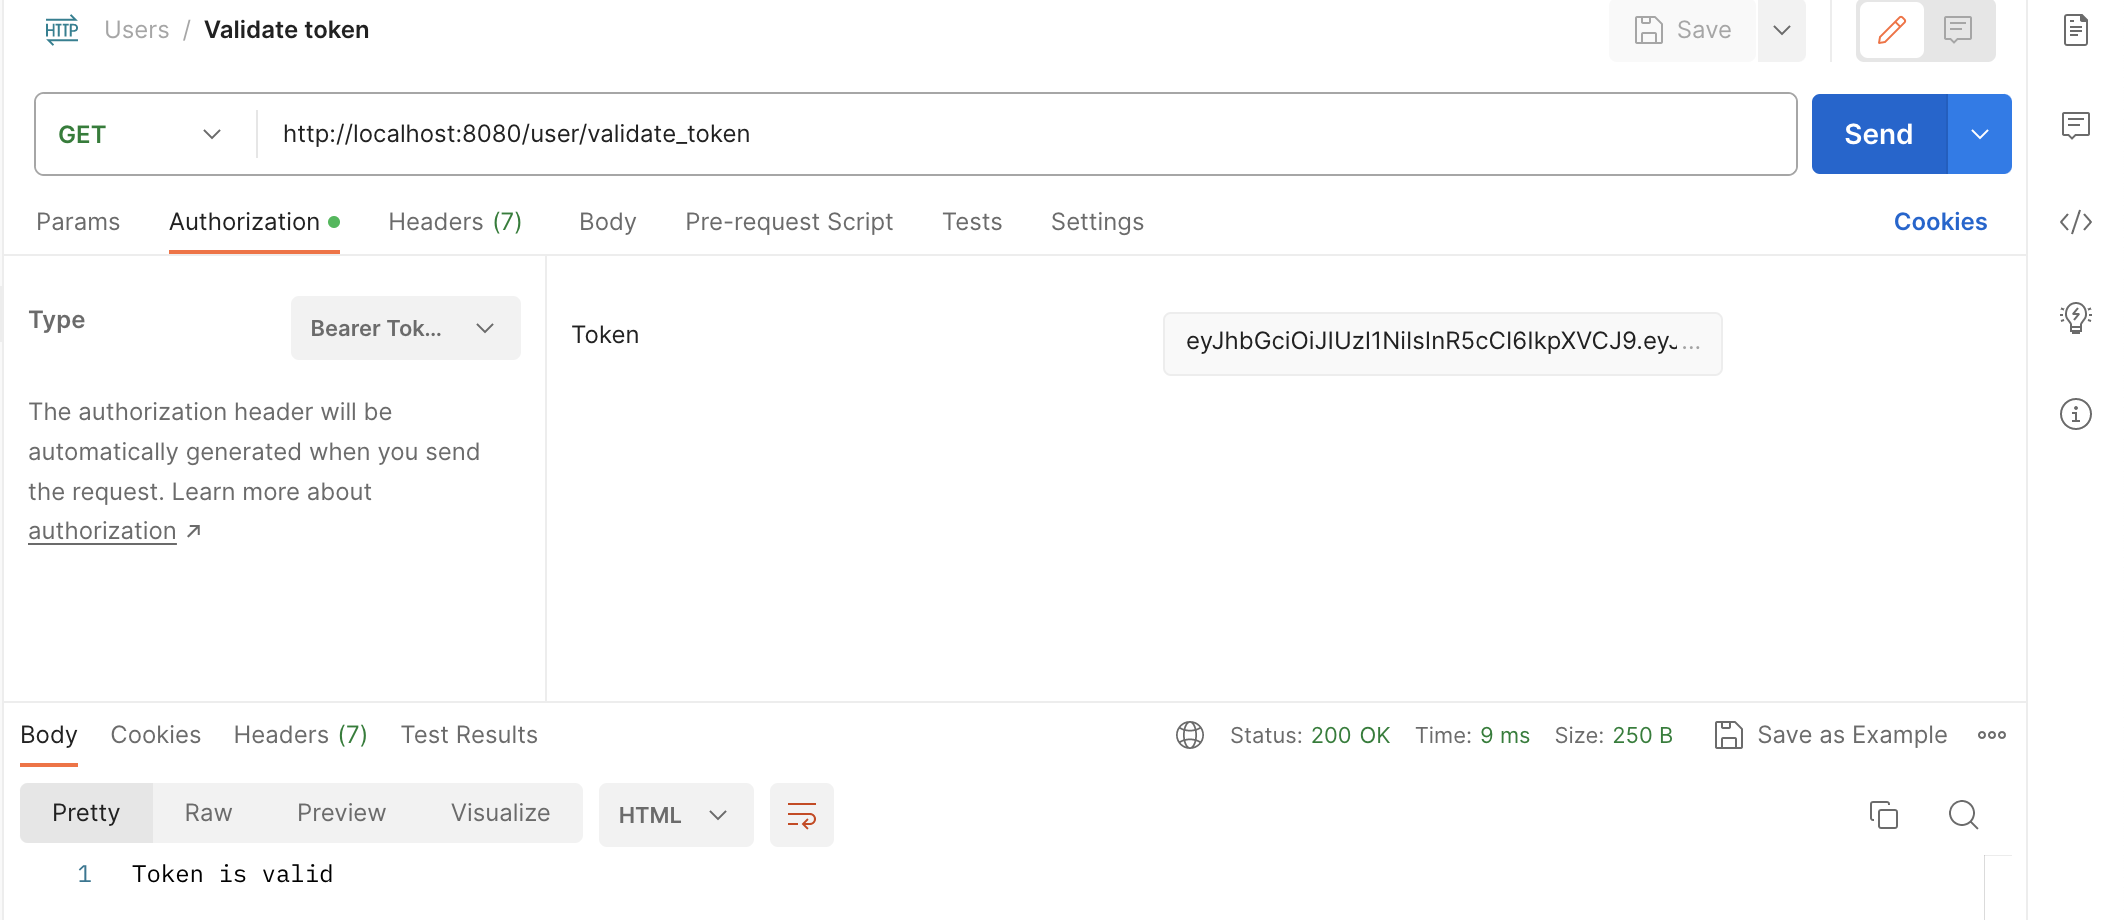 HTTP Users / Validate token
Save
GET http://localhost:8080/user/validate_token
Send
Params Authorization Headers (7) Body Pre-request Script Tests Settings
Cookies
Type
Bearer Tok...
The authorization header will be
automatically generated when you send
the request. Learn more about
authorization ↗
Token
eyJhbGciOiJIUzI1NiIsInR5cCI6IkpXVCJ9.eyJ...
Body Cookies Headers (7) Test Results
Status: 200 OK Time: 9 ms Size: 250 B
Save as Example
Pretty Raw Preview Visualize
HTML
1 Token is valid